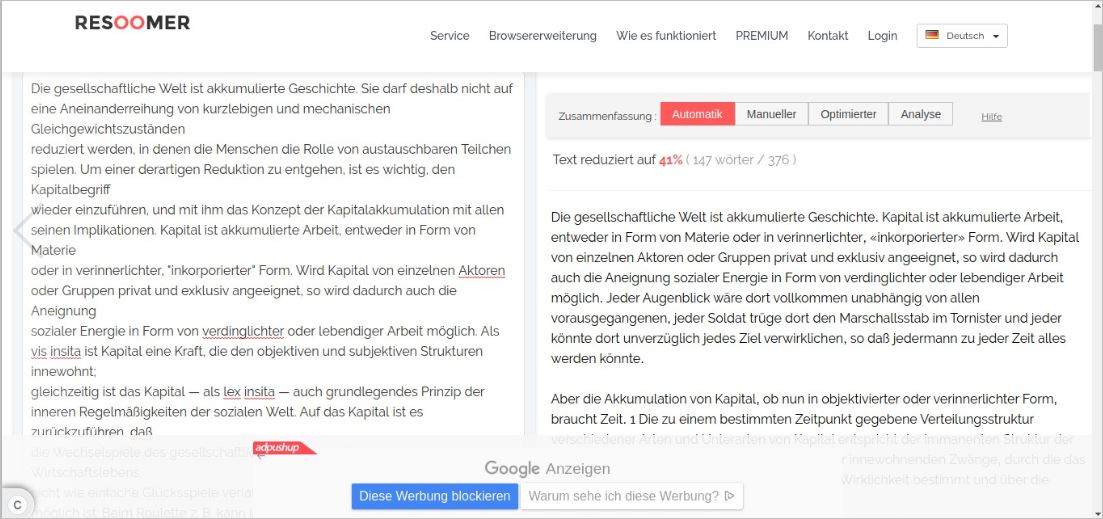 RESOOMER
Service Browsererweiterung Wie es funktioniert PREMIUM Kontakt Login Deutsch
Die gesellschaftliche Welt ist akkumulierte Geschichte. Sie darf deshalb nicht auf
eine Aneinanderreihung von kurzlebigen und mechanischen
Gleichgewichtszuständen
reduziert werden, in denen die Menschen die Rolle von austauschbaren Teilchen
spielen. Um einer derartigen Reduktion zu entgehen, ist es wichtig, den
Kapitalbegriff
wieder einzuführen, und mit ihm das Konzept der Kapitalakkumulation mit allen
seinen Implikationen. Kapital ist akkumulierte Arbeit, entweder in Form von
Materie
oder in verinnerlichter, "inkorporierter" Form. Wird Kapital von einzelnen Aktoren
oder Gruppen privat und exklusiv angeeignet, so wird dadurch auch die
Aneignung
sozialer Energie in Form von verdinglichter oder lebendiger Arbeit möglich. Als
vis insita ist Kapital eine Kraft, die den objektiven und subjektiven Strukturen
innewohnt;
gleichzeitig ist das Kapital — als lex insita — auch grundlegendes Prinzip der
inneren Regelmäßigkeiten der sozialen Welt. Auf das Kapital ist es
zurückzuführen, daß
die Wechselspiele des gesellschaftlichen
Wirtschaftslebens,
nicht wie einfache Glücksspiele verlaufen
möglich ist: Beim Roulette z. B. kann
Zusammenfassung : Automatik Manueller Optimierter Analyse Hilfe
Text reduziert auf 41% ( 147 wörter / 376 )
Die gesellschaftliche Welt ist akkumulierte Geschichte. Kapital ist akkumulierte Arbeit,
entweder in Form von Materie oder in verinnerlichter, «inkorporierter» Form. Wird Kapital
von einzelnen Aktoren oder Gruppen privat und exklusiv angeeignet, so wird dadurch
auch die Aneignung sozialer Energie in Form von verdinglichter oder lebendiger Arbeit
möglich. Jeder Augenblick wäre dort vollkommen unabhängig von allen
vorausgegangenen, jeder Soldat trüge dort den Marschallsstab im Tornister und jeder
könnte dort unverzüglich jedes Ziel verwirklichen, so daß jedermann zu jeder Zeit alles
werden könnte.
Aber die Akkumulation von Kapital, ob nun in objektivierter oder verinnerlichter Form,
braucht Zeit. 1 Die zu einem bestimmten Zeitpunkt gegebene Verteilungsstruktur
verschiedener Arten und Unterarten von Kapital entspricht der immanenten Struktur der
r innewohnenden Zwänge, durch die das
Wirklichkeit bestimmt und über die
adpushup
Google Anzeigen
Diese Werbung blockieren Warum sehe ich diese Werbung?
C